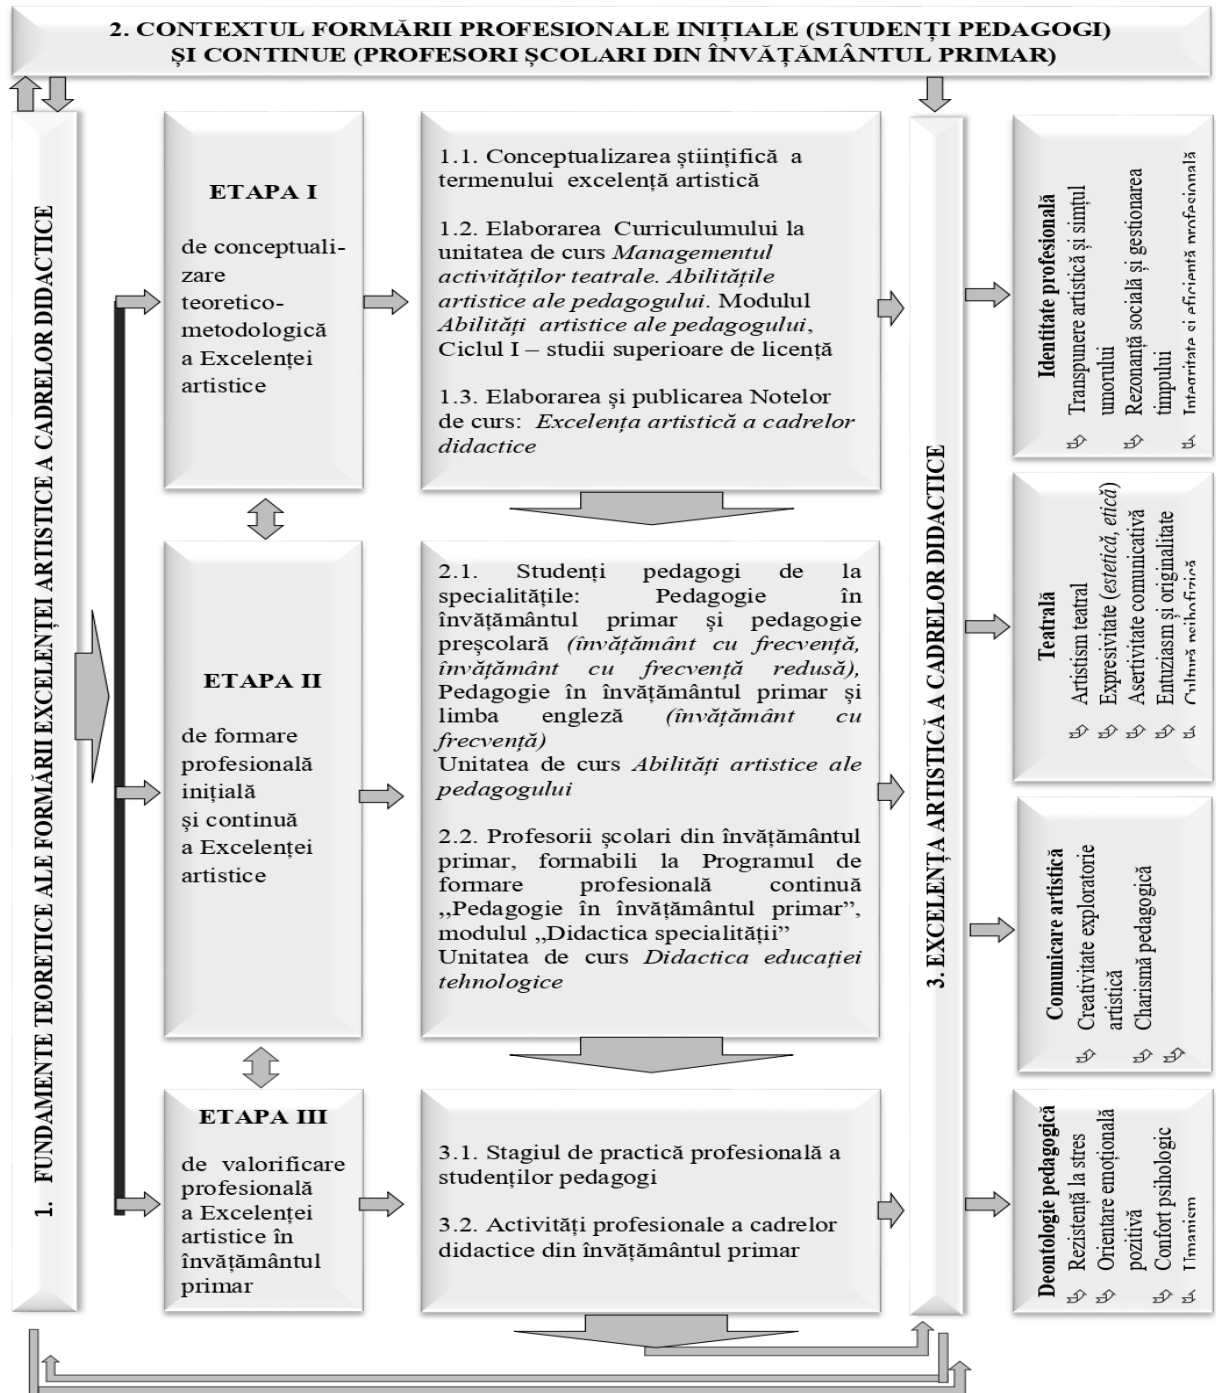 2. CONTEXTUL FORMĂRII PROFESIONALE INIȚIALE (STUDENȚI PEDAGOGI)
ȘI CONTINUE (PROFESORI ȘCOLARI DIN ÎNVĂȚĂMÂNTUL PRIMAR)
1. FUNDAMENTE TEORETICE ALE FORMĂRII EXCELENȚEI ARTISTICE A CADRELOR DIDACTICE
ETAPA I
de conceptuali-
zare
teoretico-
metodologică
a Excelenței
artistice
1.1. Conceptualizarea științifică a
termenului excelență artistică
1.2. Elaborarea Curriculumului la
unitatea de curs Managementul
activităților teatrale. Abilitățile
artistice ale pedagogului. Modulul
Abilități artistice ale pedagogului,
Ciclul I – studii superioare de licență
1.3. Elaborarea și publicarea Notelor
de curs: Excelența artistică a cadrelor
didactice
ETAPA II
de formare
profesională
inițială
și continuă
a Excelenței
artistice
2.1. Studenți pedagogi de la
specialitățile: Pedagogie în
învățământul primar și pedagogie
preșcolară (învățământ cu frecvență,
învățământ cu frecvență redusă),
Pedagogie în învățământul primar și
limba engleză (învățământ cu
frecvență)
Unitatea de curs Abilități artistice ale
pedagogului
2.2. Profesorii școlari din învățământul
primar, formabili la Programul de
formare profesională continuă
„Pedagogie în învățământul primar”,
modulul „Didactica specialității”
Unitatea de curs Didactica educației
tehnologice
ETAPA III
de valorificare
profesională
a Excelenței
artistice în
învățământul
primar
3.1. Stagiul de practică profesională a
studenților pedagogi
3.2. Activități profesionale a cadrelor
didactice din învățământul primar
3. EXCELENȚA ARTISTICĂ A CADRELOR DIDACTICE
Identitate profesională
Transpunere artistică și simțul
umorului
Rezonanță socială și gestionarea
timpului
Integritate și eficiență profesională
Teatrală
Artistism teatral
Expresivitate (estetică, etică)
Asertivitate comunicativă
Entuziasm și originalitate
Cultură psihofizică
Comunicare artistică
Creativitate exploratorie
artistică
Charismă pedagogică
Deontologie pedagogică
Rezistență la stres
Orientare emoțională
pozitivă
Confort psihologic
Umanism